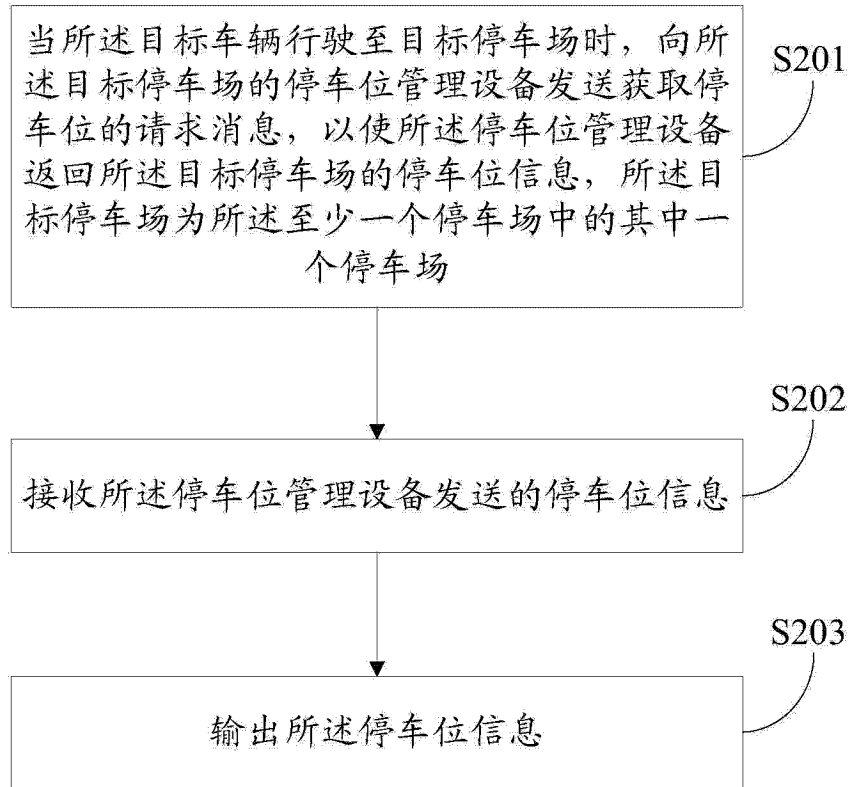 当所述目标车辆行驶至目标停车场时，向所
述目标停车场的停车位管理设备发送获取停
车位的请求消息，以使所述停车位管理设备
返回所述目标停车场的停车位信息，所述目
标停车场为所述至少一个停车场中的其中一
个停车场
S201
S202
接收所述停车位管理设备发送的停车位信息
S203
输出所述停车位信息